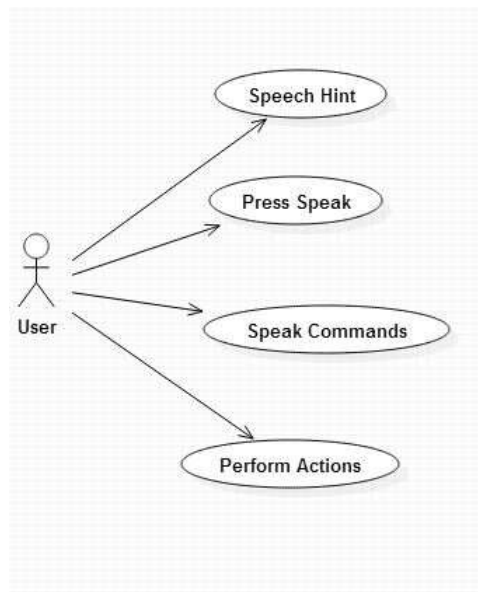 Speech Hint
Press Speak
User
Speak Commands
Perform Actions